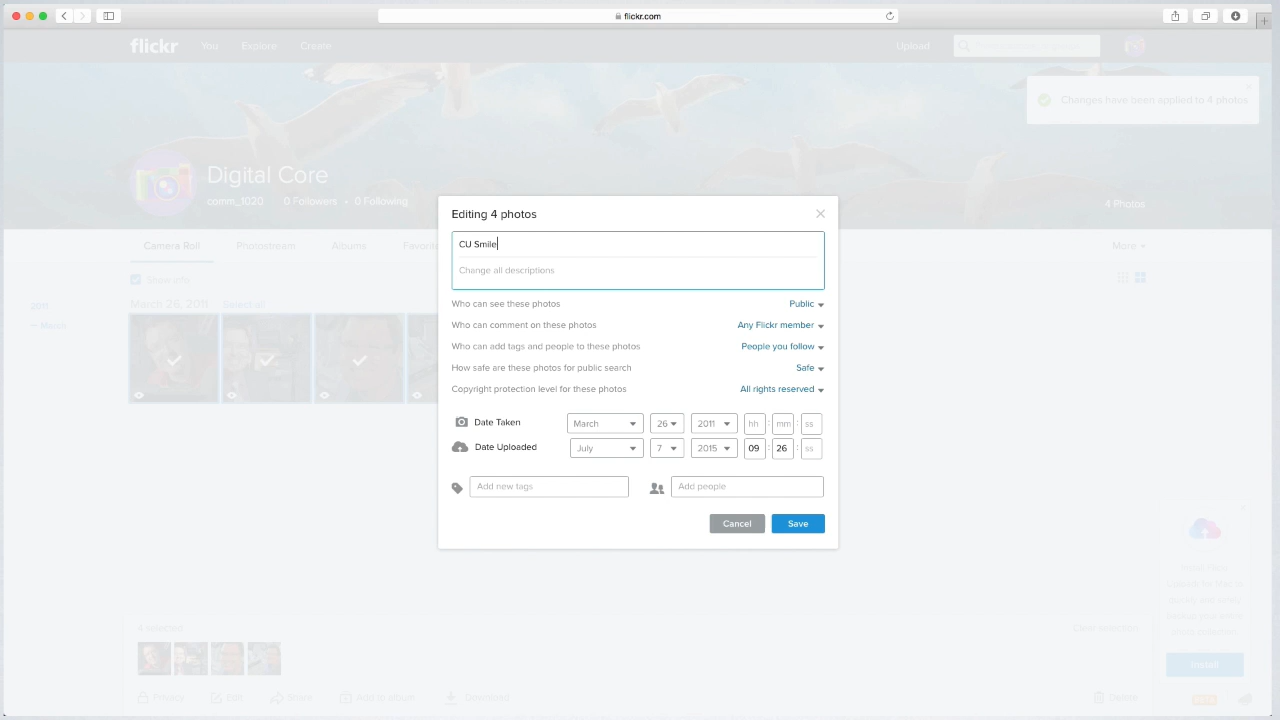 flickr.com
flickr You Explore Create Upload
Changes have been applied to 4 photos
Digital Core
comm_1020 0 Followers • 0 Following
4 Photos
Camera Roll Photostream Albums More
Show info
2011
March
March 26, 2011 Select all
Editing 4 photos
CU Smile
Change all descriptions
Who can see these photos Public
Who can comment on these photos Any Flickr member
Who can add tags and people to these photos People you follow
How safe are these photos for public search Safe
Copyright protection level for these photos All rights reserved
Date Taken March 26 2011 hh : mm : ss
Date Uploaded July 7 2015 09 : 26 : ss
Add new tags Add people
Cancel Save
4 selected Clear selection
Install
Privacy Edit Share Add to album Download Delete BETA